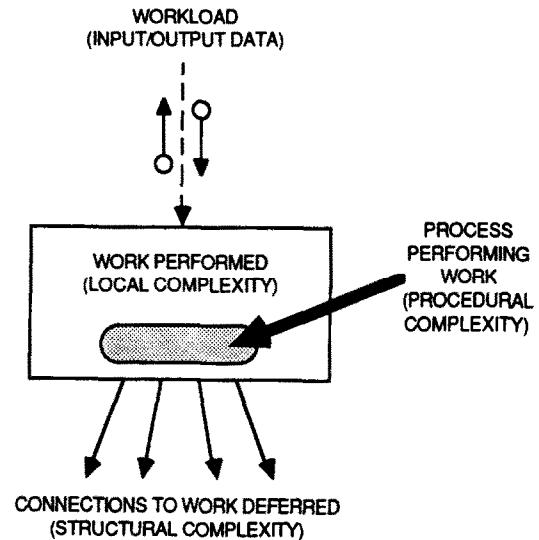 WORKLOAD
(INPUT/OUTPUT DATA)
WORK PERFORMED
(LOCAL COMPLEXITY)
PROCESS
PERFORMING
WORK
(PROCEDURAL
COMPLEXITY)
CONNECTIONS TO WORK DEFERRED
(STRUCTURAL COMPLEXITY)